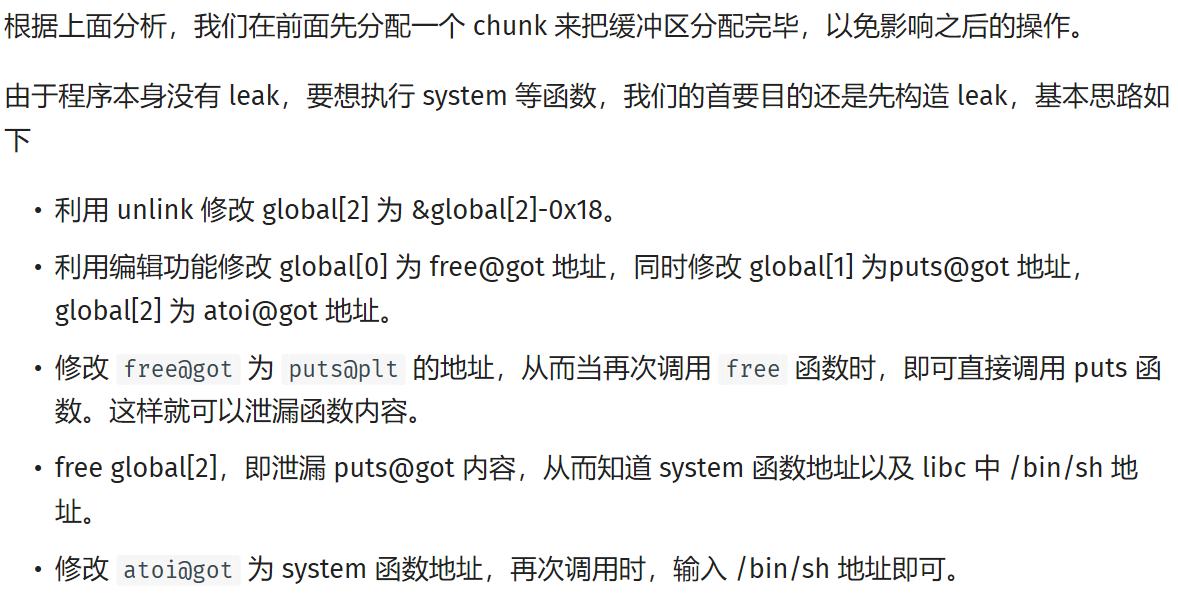 根据上面分析，我们在前面先分配一个 chunk 来把缓冲区分配完毕，以免影响之后的操作。
由于程序本身没有 leak，要想执行 system 等函数，我们的首要目的还是先构造 leak，基本思路如
下
• 利用 unlink 修改 global[2] 为 &global[2]-0x18。
• 利用编辑功能修改 global[0] 为 free@got 地址，同时修改 global[1] 为puts@got 地址，
global[2] 为 atoi@got 地址。
• 修改 free@got 为 puts@plt 的地址，从而当再次调用 free 函数时，即可直接调用 puts 函
数。这样就可以泄漏函数内容。
• free global[2]，即泄漏 puts@got 内容，从而知道 system 函数地址以及 libc 中 /bin/sh 地
址。
• 修改 atoi@got 为 system 函数地址，再次调用时，输入 /bin/sh 地址即可。